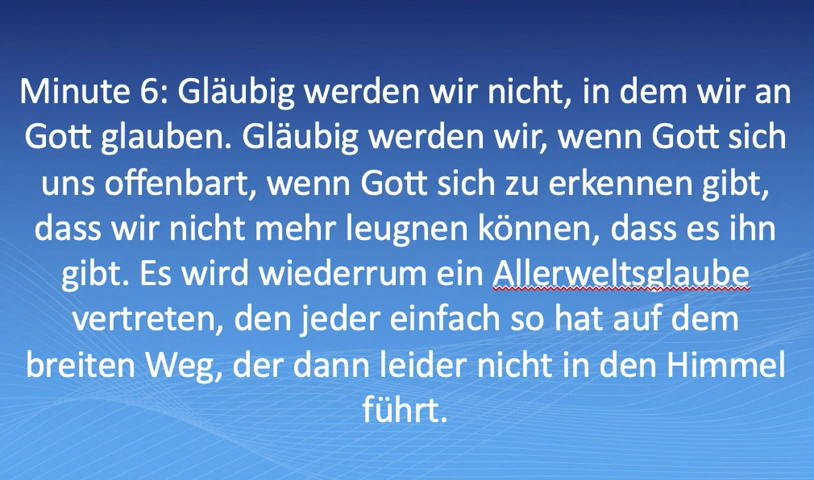 Minute 6: Gläubig werden wir nicht, in dem wir an
Gott glauben. Gläubig werden wir, wenn Gott sich
uns offenbart, wenn Gott sich zu erkennen gibt,
dass wir nicht mehr leugnen können, dass es ihn
gibt. Es wird wiederrum ein Allerweltsglaube
vertreten, den jeder einfach so hat auf dem
breiten Weg, der dann leider nicht in den Himmel
führt.